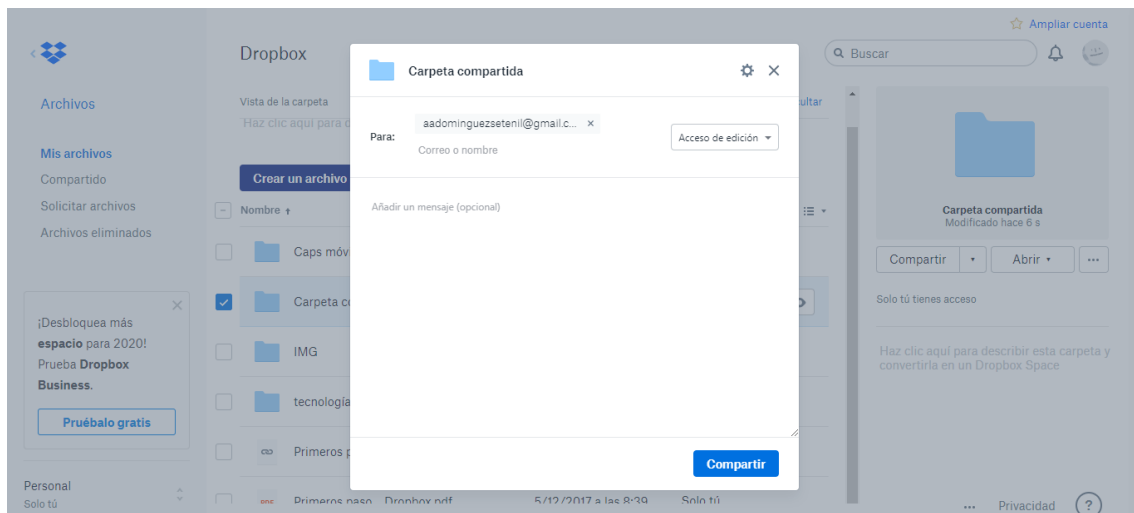 Ampliar cuenta
Dropbox
Buscar
Archivos
Mis archivos
Compartido
Solicitar archivos
Archivos eliminados
¡Desbloquea más
espacio para 2020!
Prueba Dropbox
Business.
Pruébalo gratis
Personal
Solo tú
Vista de la carpeta
Haz clic aquí para
Crear un archivo
Nombre ↑
Caps móv
Carpeta co
IMG
tecnología
Primeros p
Primeros paso... Dropbox.pdf 5/12/2017 a las 8:39 Solo tú
Carpeta compartida
Para:
aadominguezsetenil@gmail.c... ×
Correo o nombre
Acceso de edición
Añadir un mensaje (opcional)
Compartir
ultar
Carpeta compartida
Modificado hace 6 s
Compartir
Abrir
...
Solo tú tienes acceso
Haz clic aquí para describir esta carpeta y
convertirla en un Dropbox Space
... Privacidad ?